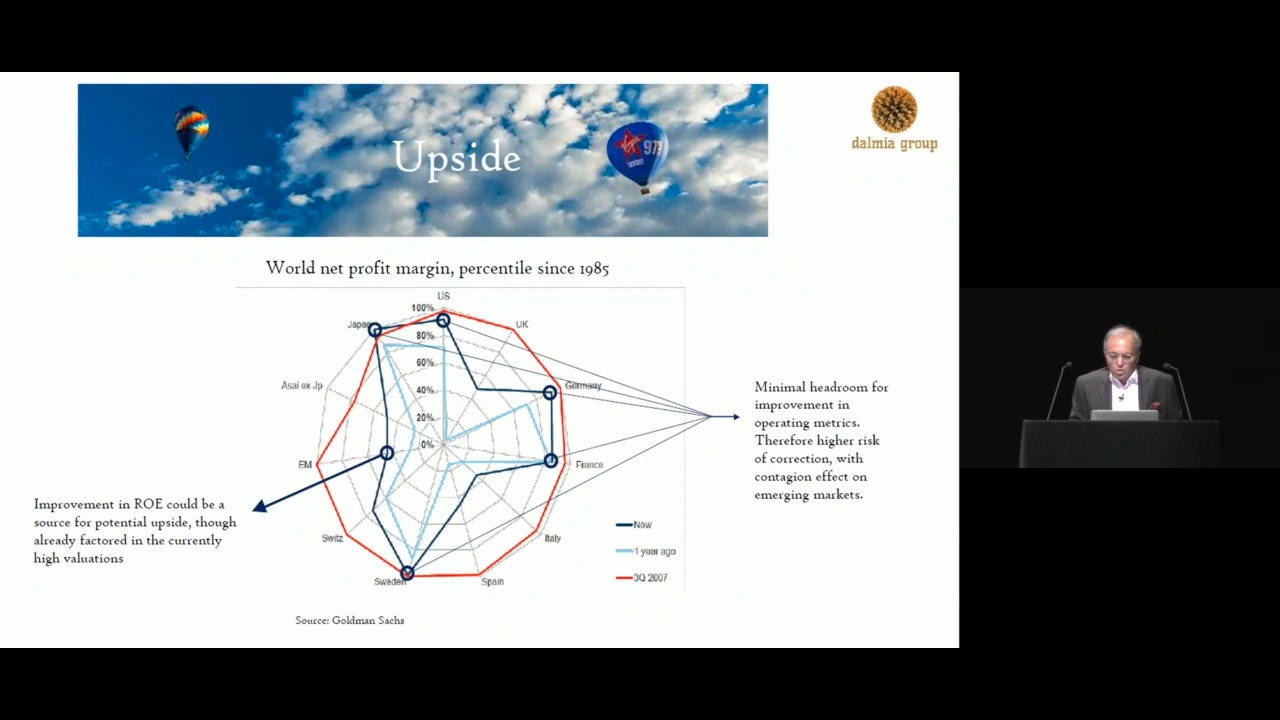 Upside
Virgin
979
dalmia group
World net profit margin, percentile since 1985
US
100%
Japan
UK
80%
60%
Asai ex Jp
Germany
40%
20%
0%
EM
France
Switz
Italy
Sweden
Spain
Now
1 year ago
3Q 2007
Minimal headroom for
improvement in
operating metrics.
Therefore higher risk
of correction, with
contagion effect on
emerging markets.
Improvement in ROE could be a
source for potential upside, though
already factored in the currently
high valuations
Source: Goldman Sachs